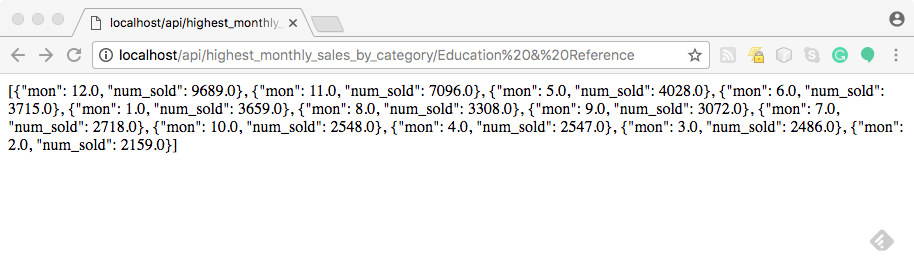 localhost/api/highest_monthly_
localhost/api/highest_monthly_sales_by_category/Education%20&%20Reference
[{"mon": 12.0, "num_sold": 9689.0}, {"mon": 11.0, "num_sold": 7096.0}, {"mon": 5.0, "num_sold": 4028.0}, {"mon": 6.0, "num_sold":
3715.0}, {"mon": 1.0, "num_sold": 3659.0}, {"mon": 8.0, "num_sold": 3308.0}, {"mon": 9.0, "num_sold": 3072.0}, {"mon": 7.0,
"num_sold": 2718.0}, {"mon": 10.0, "num_sold": 2548.0}, {"mon": 4.0, "num_sold": 2547.0}, {"mon": 3.0, "num_sold": 2486.0}, {"mon":
2.0, "num_sold": 2159.0}]